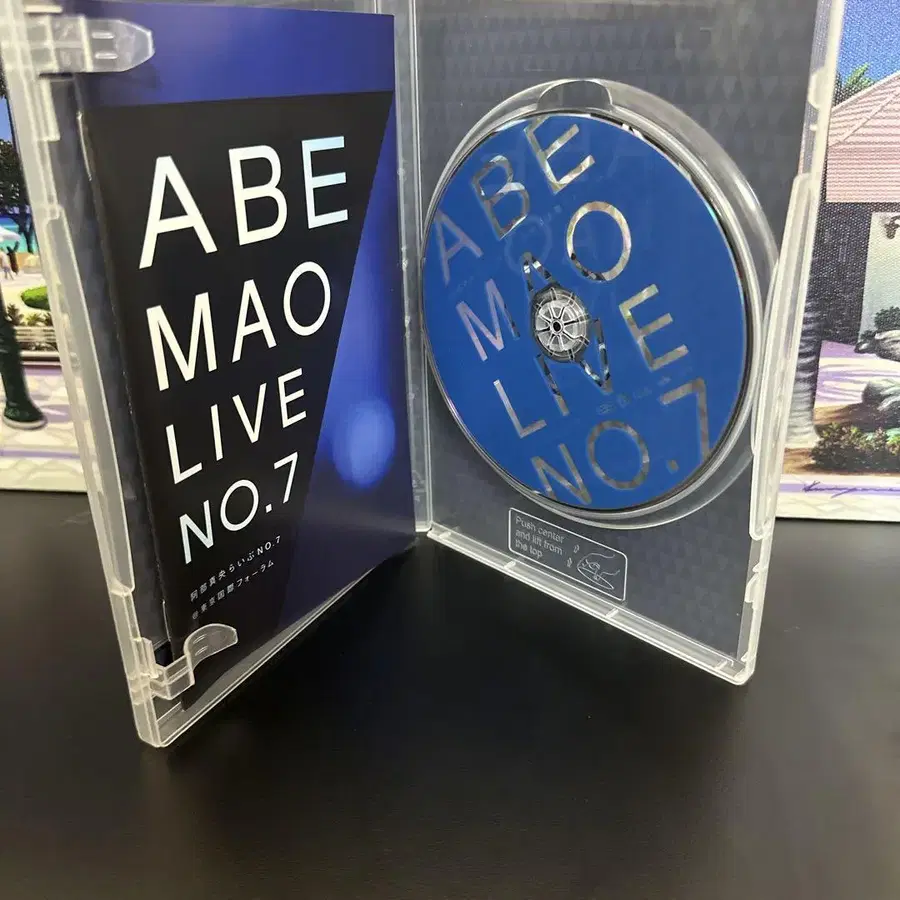 ABE
MAO
LIVE
NO.7
阿部真央らいぶNO.7
@東京国際フォーラム
ABE
MAO
LIVE
NO.7
Push center
and lift from
the top